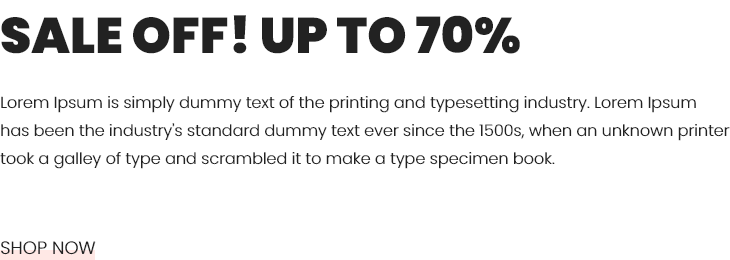 SALE OFF! UP TO 70%
Lorem Ipsum is simply dummy text of the printing and typesetting industry. Lorem Ipsum
has been the industry's standard dummy text ever since the 1500s, when an unknown printer
took a galley of type and scrambled it to make a type specimen book.
SHOP NOW